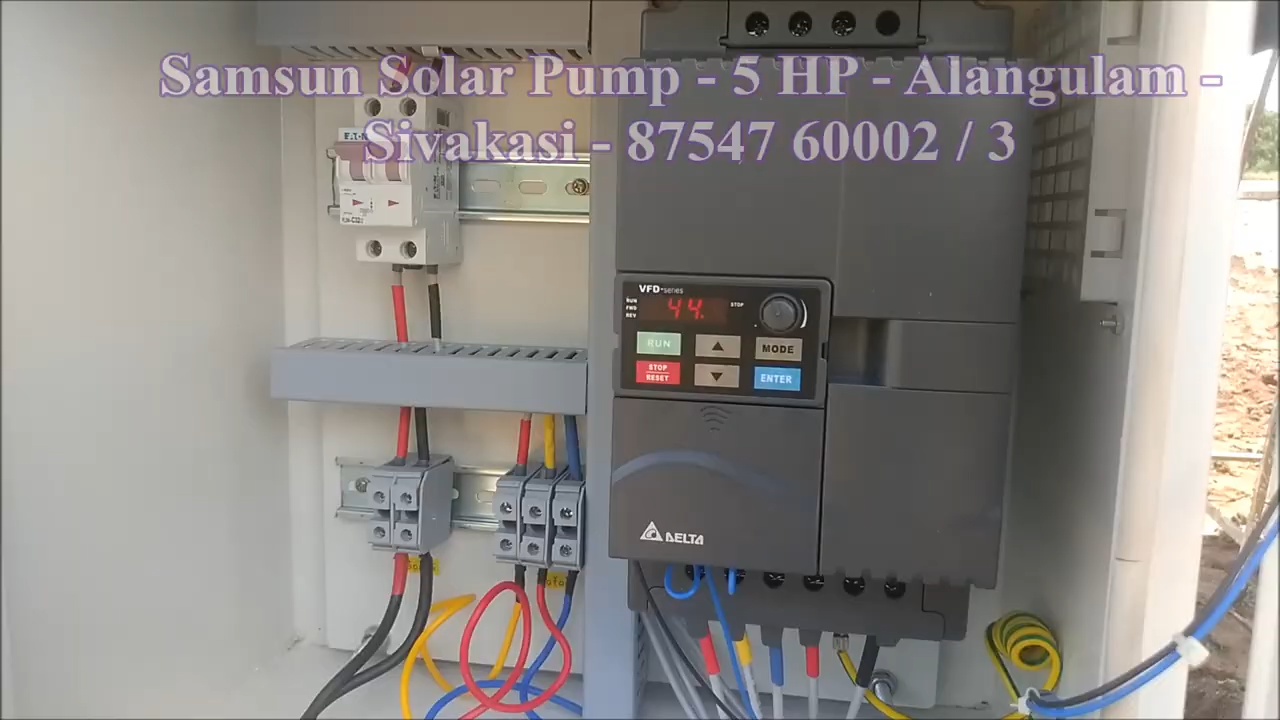 Samsun Solar Pump - 5 HP - Alangulam -
Sivakasi - 87547 60002 / 3
EATON
VFD-series
RUN
FWD
REV
44.
STOP
RUN
MODE
STOP
RESET
ENTER
DELTA